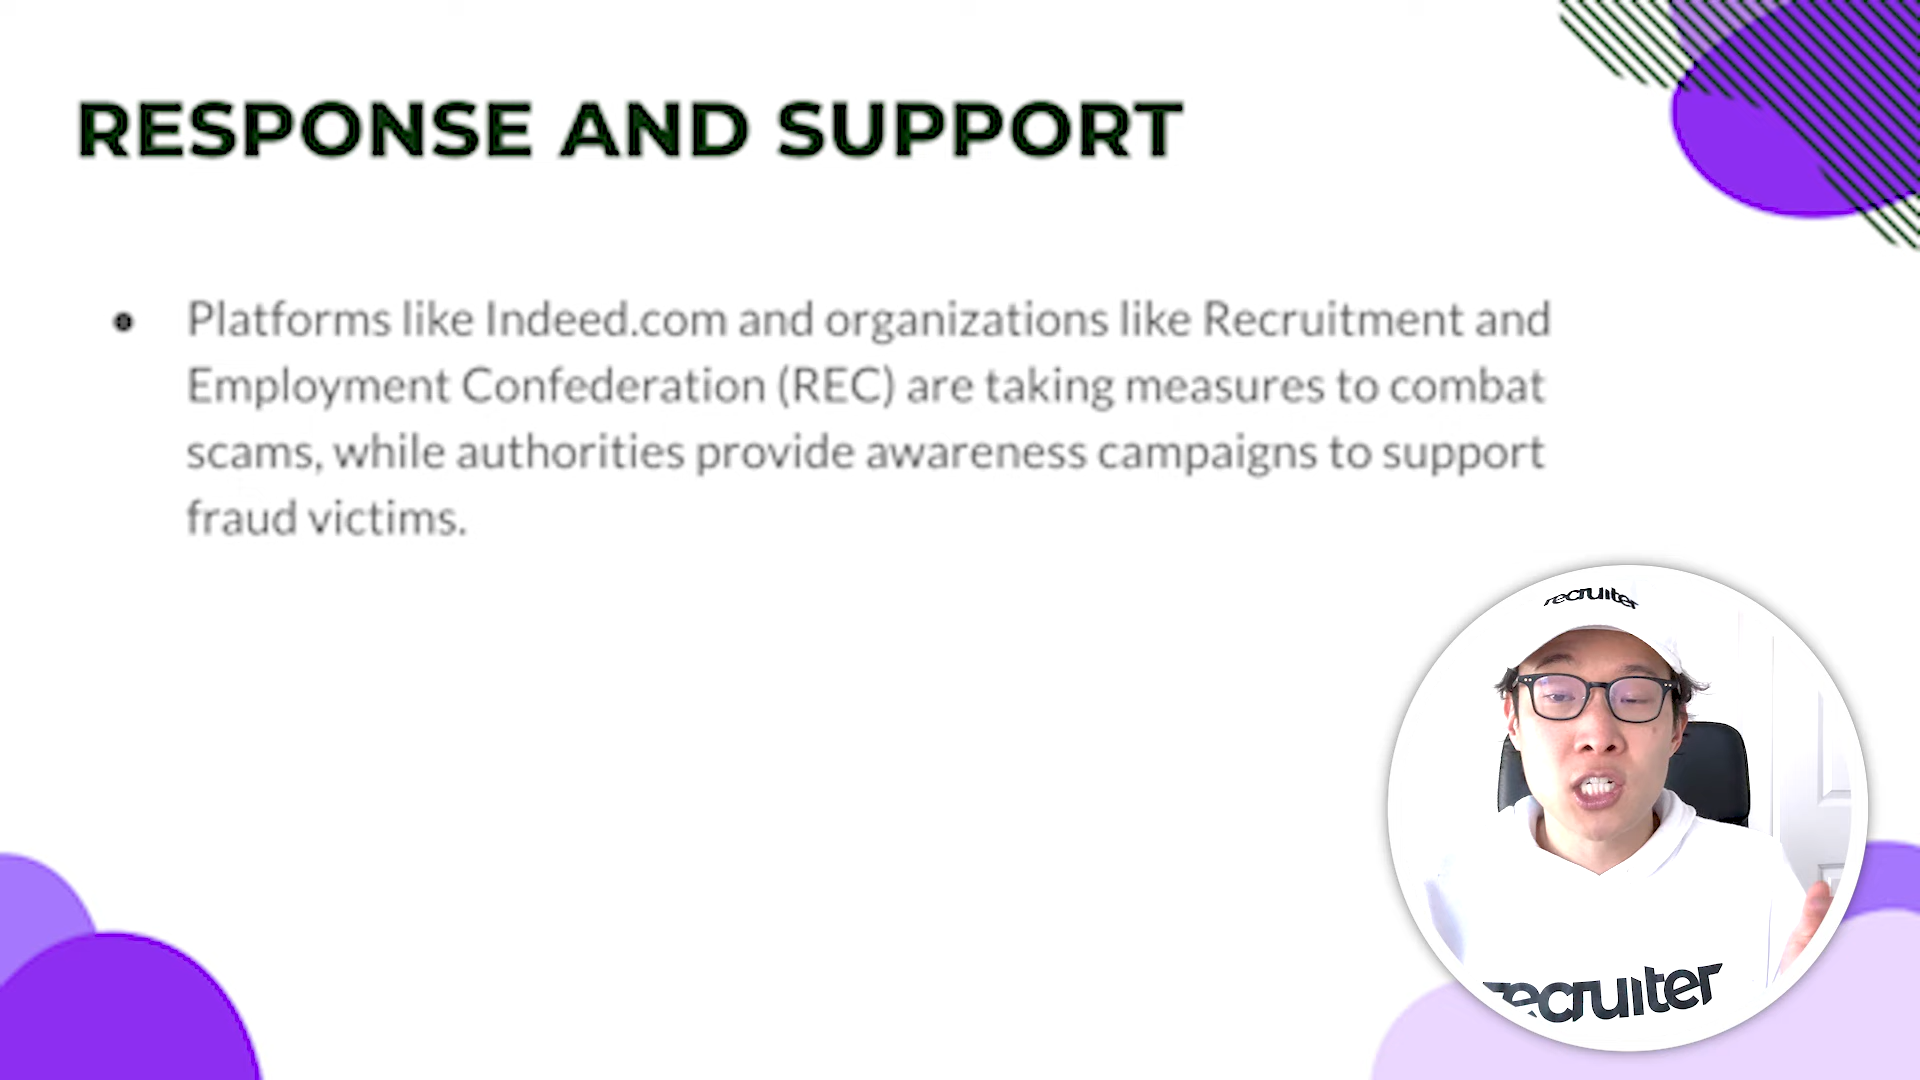 RESPONSE AND SUPPORT
● Platforms like Indeed.com and organizations like Recruitment and
Employment Confederation (REC) are taking measures to combat
scams, while authorities provide awareness campaigns to support
fraud victims.
recruiter
recruiter